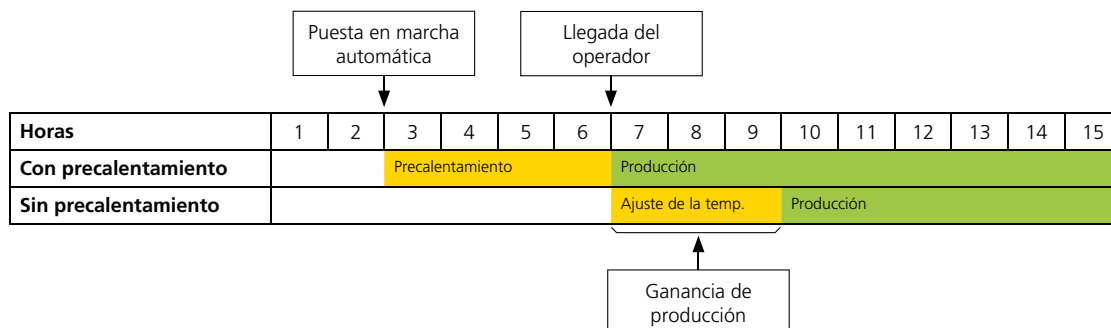 Puesta en marcha
automática
Llegada del
operador
Horas 1 2 3 4 5 6 7 8 9 10 11 12 13 14 15
Con precalentamiento Precalentamiento Producción
Sin precalentamiento Ajuste de la temp. Producción
Ganancia de
producción